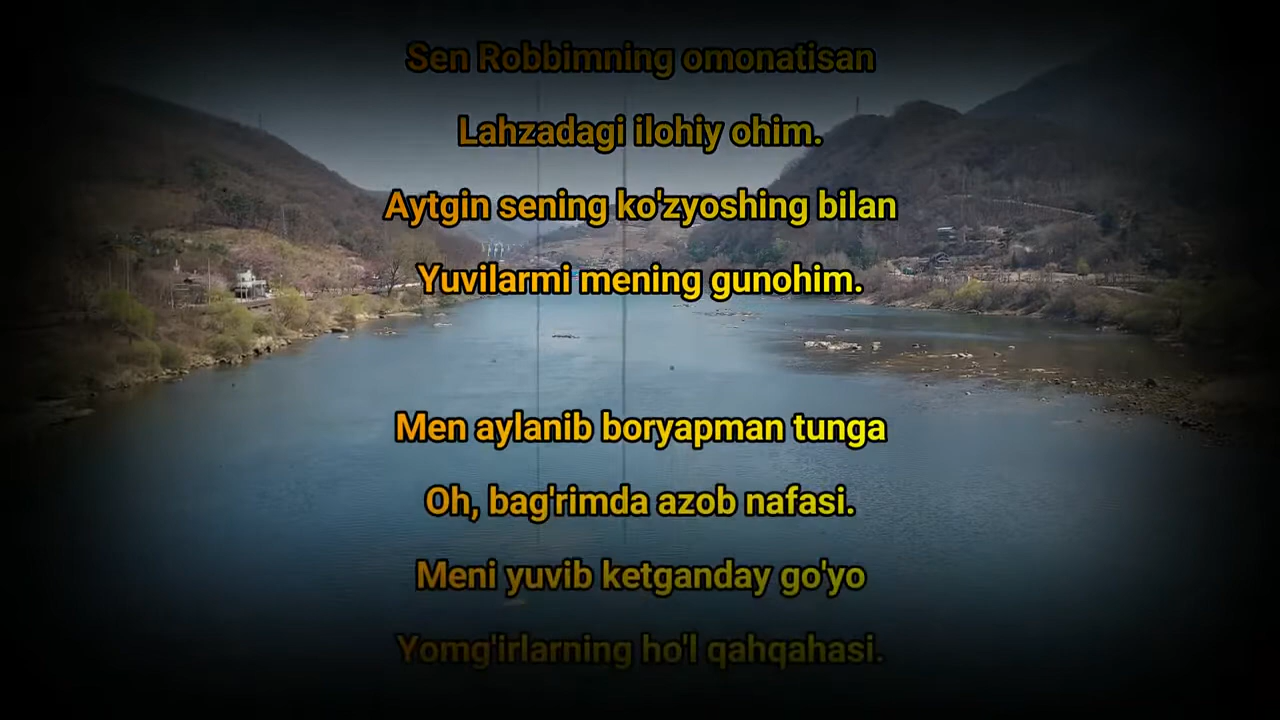 Sen Robbimning omonatisan
Lahzadagi ilohiy ohim.
Aytgin sening ko'zyoshing bilan
Yuvilarmi mening gunohim.
Men aylanib boryapman tunga
Oh, bag'rimda azob nafasi.
Meni yuvib ketganday go'yo
Yomg'irlarning ho'l qahqahasi.